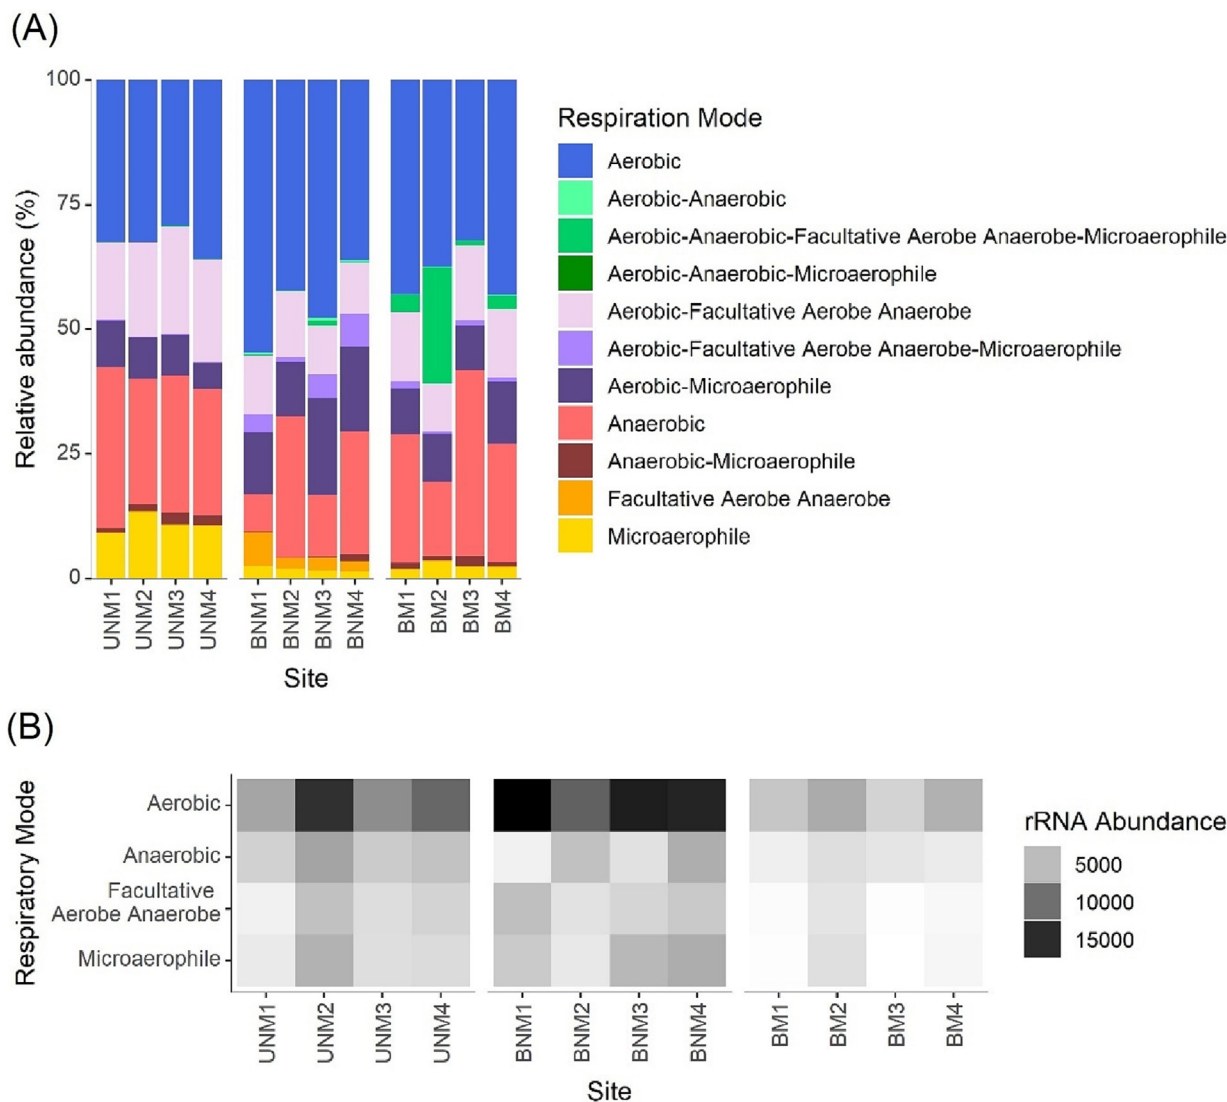 (A)
100
75
50
25
0
Relative abundance (%)
UNM1
UNM2
UNM3
UNM4
BNM1
BNM2
BNM3
BNM4
BM1
BM2
BM3
BM4
Site
Respiration Mode
Aerobic
Aerobic-Anaerobic
Aerobic-Anaerobic-Facultative Aerobe Anaerobe-Microaerophile
Aerobic-Anaerobic-Microaerophile
Aerobic-Facultative Aerobe Anaerobe
Aerobic-Facultative Aerobe Anaerobe-Microaerophile
Aerobic-Microaerophile
Anaerobic
Anaerobic-Microaerophile
Facultative Aerobe Anaerobe
Microaerophile
(B)
Respiratory Mode
Aerobic
Anaerobic
Facultative
Aerobe Anaerobe
Microaerophile
UNM1
UNM2
UNM3
UNM4
BNM1
BNM2
BNM3
BNM4
BM1
BM2
BM3
BM4
Site
rRNA Abundance
5000
10000
15000